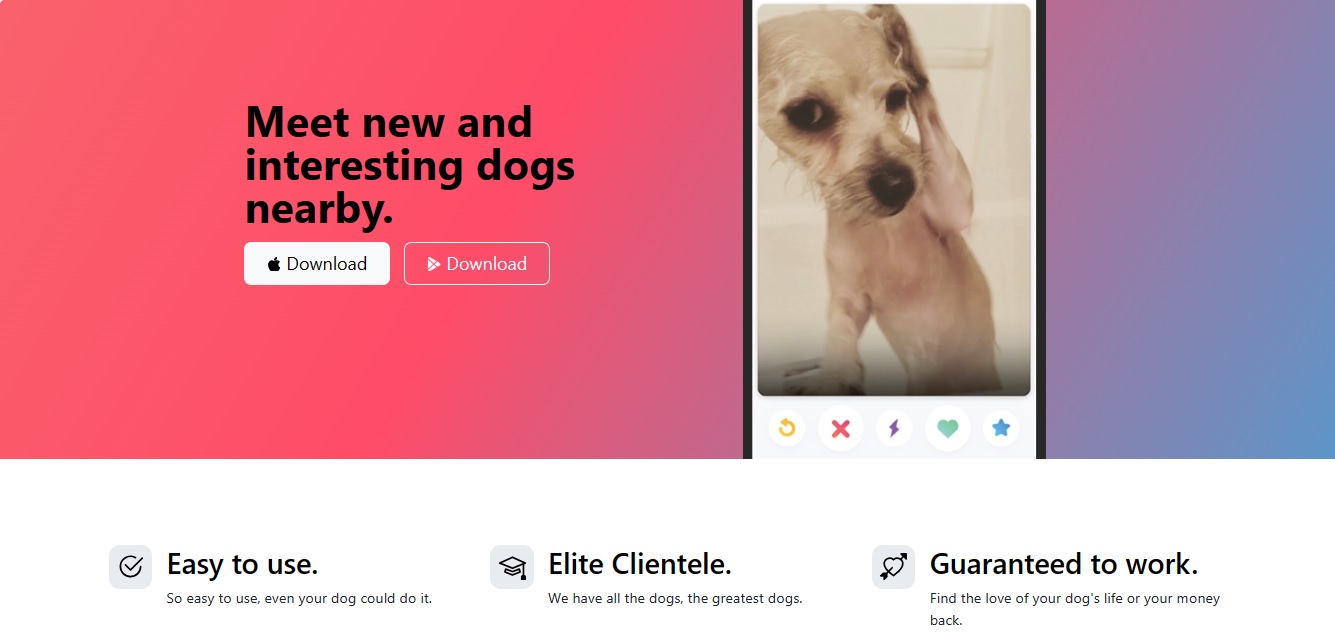 Meet new and
interesting dogs
nearby.
Download
Download
Easy to use.
So easy to use, even your dog could do it.
Elite Clientele.
We have all the dogs, the greatest dogs.
Guaranteed to work.
Find the love of your dog's life or your money
back.